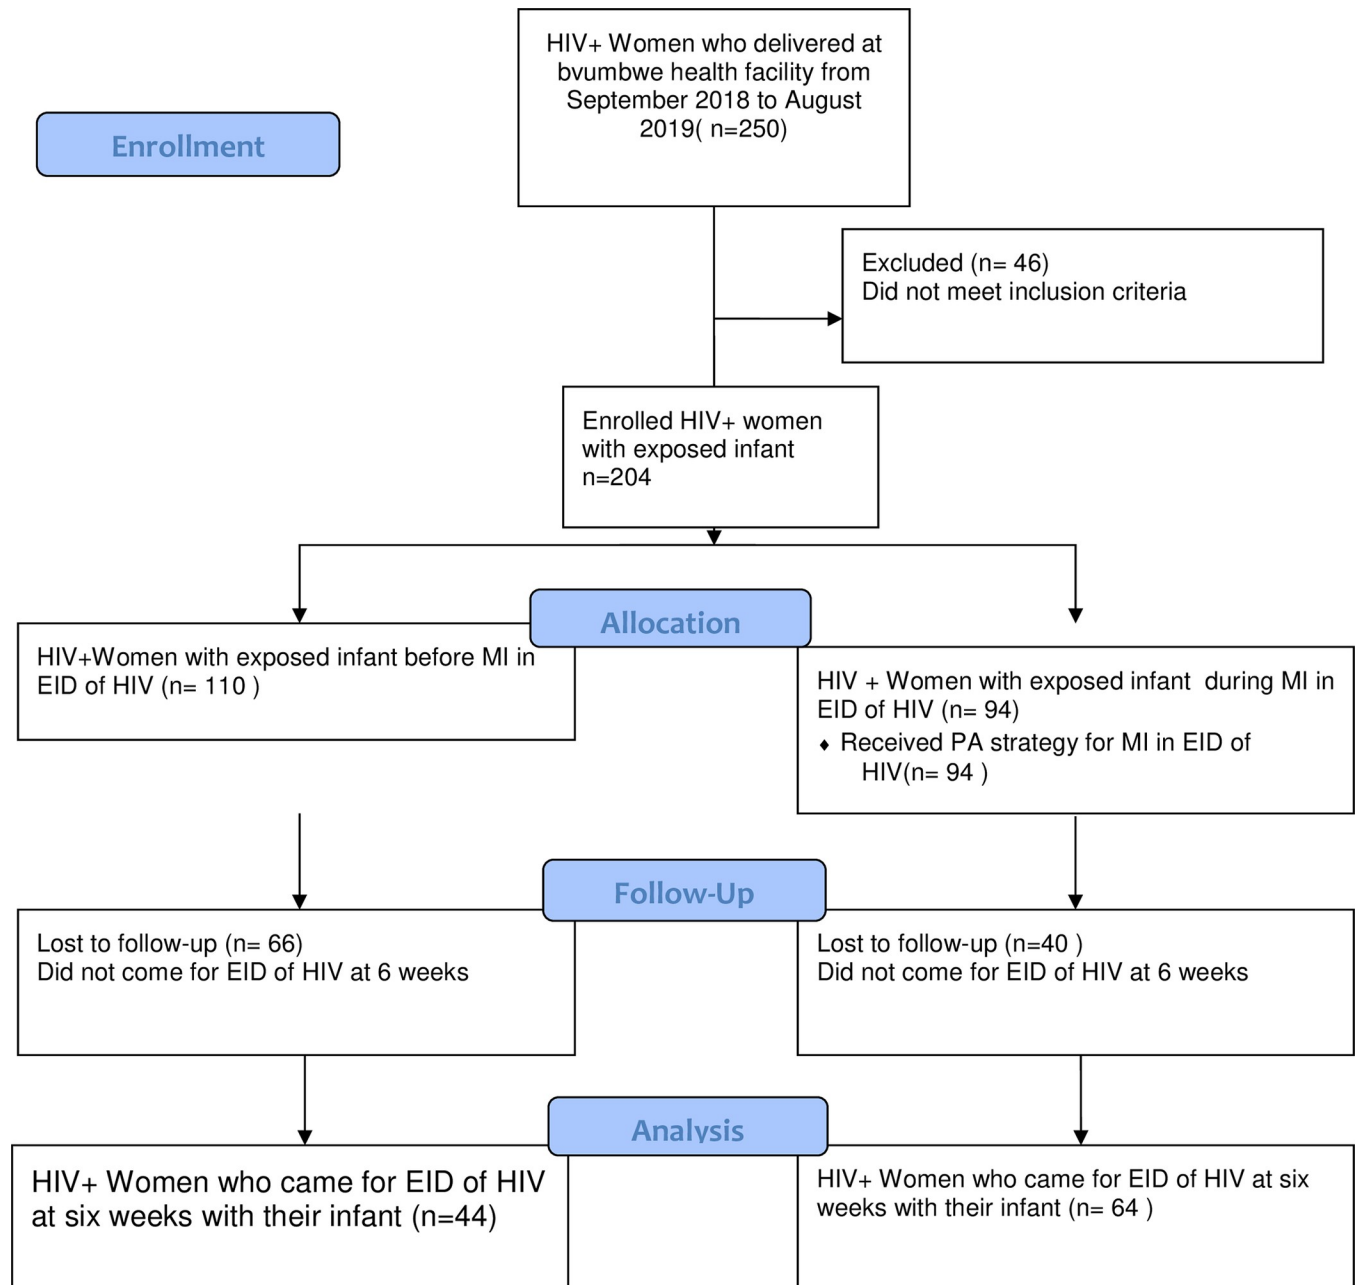 HIV+ Women who delivered at
bvumbwe health facility from
September 2018 to August
2019( n=250)
Enrollment
Excluded (n= 46)
Did not meet inclusion criteria
Enrolled HIV+ women
with exposed infant
n=204
Allocation
HIV+Women with exposed infant before MI in
EID of HIV (n= 110 )
HIV + Women with exposed infant  during MI in
EID of HIV (n= 94)
♦ Received PA strategy for MI in EID of
HIV(n= 94 )
Follow-Up
Lost to follow-up (n= 66)
Did not come for EID of HIV at 6 weeks
Lost to follow-up (n=40 )
Did not come for EID of HIV at 6 weeks
Analysis
HIV+ Women who came for EID of HIV
at six weeks with their infant (n=44)
HIV+ Women who came for EID of HIV at six
weeks with their infant (n= 64 )